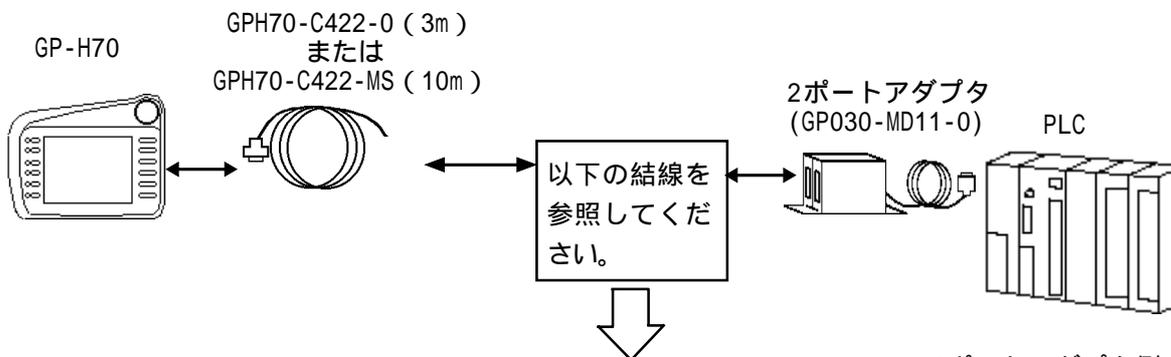 GP-H70
GPH70-C422-0（3m）
または
GPH70-C422-MS（10m）
2ポートアダプタ
(GP030-MD11-0)
PLC
以下の結線を
参照してくだ
さい。